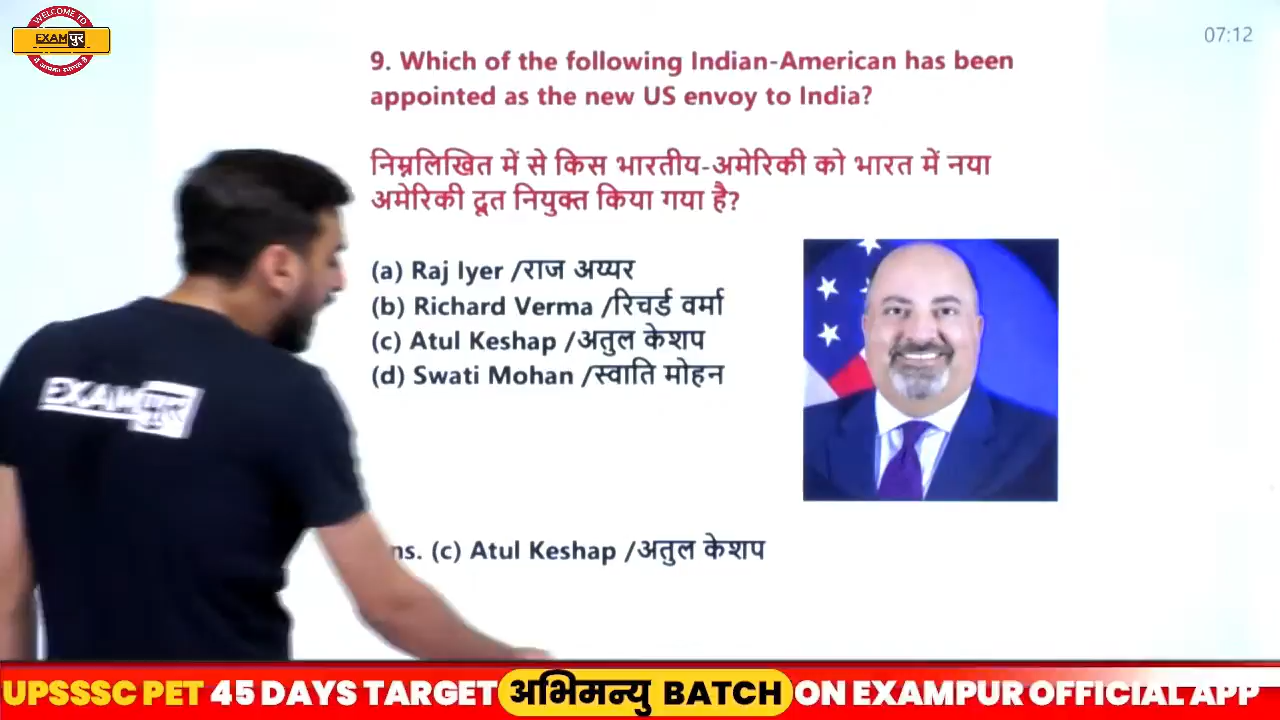 WELCOME TO
EXAMपुर
07:12
9. Which of the following Indian-American has been
appointed as the new US envoy to India?
निम्नलिखित में से किस भारतीय-अमेरिकी को भारत में नया
अमेरिकी दूत नियुक्त किया गया है?
(a) Raj Iyer /राज अय्यर
(b) Richard Verma /रिचर्ड वर्मा
(c) Atul Keshap /अतुल केशप
(d) Swati Mohan /स्वाति मोहन
EXAMपुर
ns. (c) Atul Keshap /अतुल केशप
UPSSSC PET 45 DAYS TARGET अभिमन्यु BATCH ON EXAMPUR OFFICIAL APP